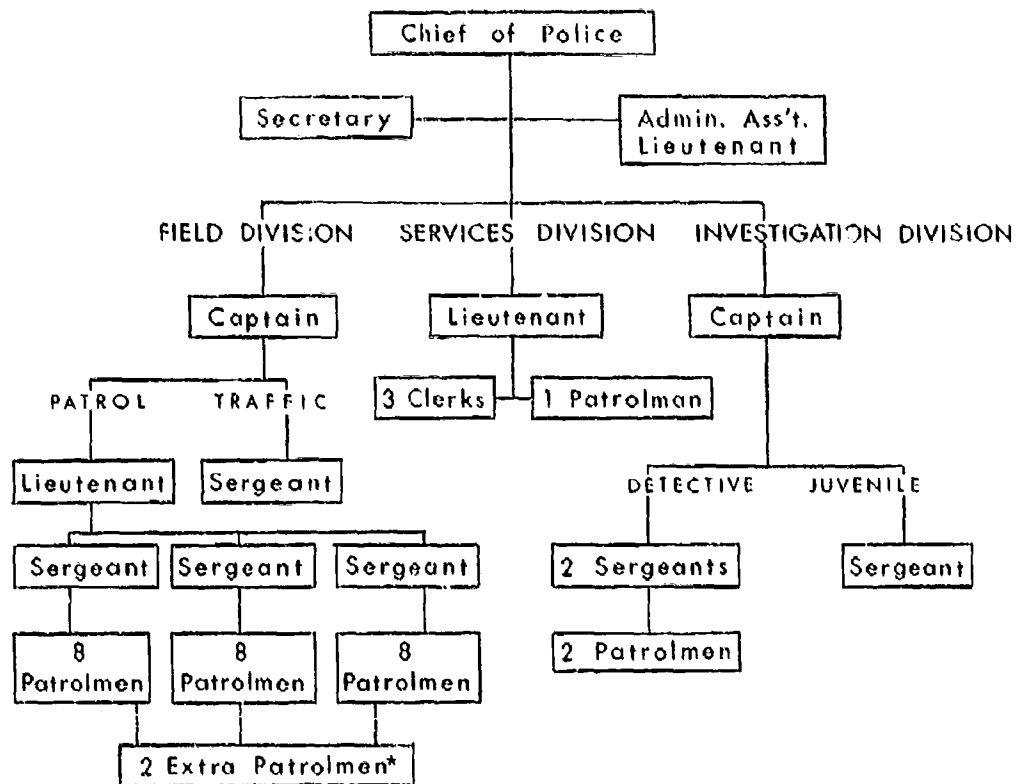 Chief of Police
Secretary
Admin. Ass't.
Lieutenant
FIELD DIVISION
SERVICES DIVISION
INVESTIGATION DIVISION
Captain
Lieutenant
Captain
PATROL
TRAFFIC
3 Clerks
1 Patrolman
Lieutenant
Sergeant
DETECTIVE
JUVENILE
Sergeant
Sergeant
Sergeant
2 Sergeants
Sergeant
8
Patrolmen
8
Patrolmen
8
Patrolmen
2 Patrolmen
2 Extra Patrolmen*